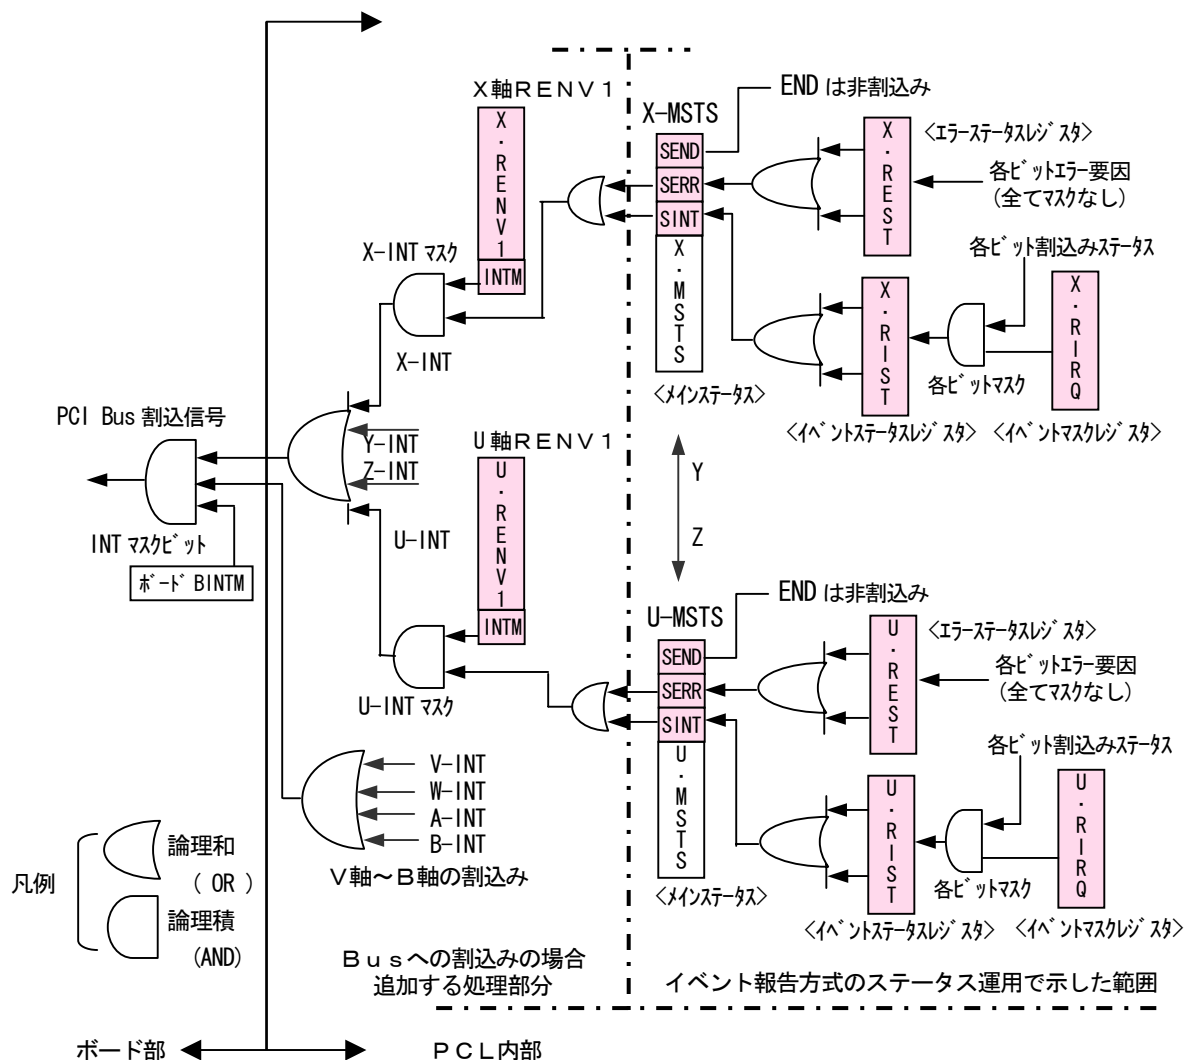 X軸RENV1
X・RENV1
INTM
X-INT マスク
X-INT
X-MSTS
SEND
SERR
SINT
X・MSTS
<メインステータス>
END は非割込み
<エラーステータスレジスタ>
X・REST
各ビットエラー要因
(全てマスクなし)
各ビット割込みステータス
X・RIST
X・RIRQ
各ビットマスク
<イベントステータスレジスタ>
<イベントマスクレジスタ>
PCI Bus 割込信号
Y-INT
Z-INT
U-INT
INT マスクビット
ボード BINTM
U軸RENV1
U・RENV1
INTM
U-INT マスク
Y
Z
U-MSTS
SEND
SERR
SINT
U・MSTS
<メインステータス>
END は非割込み
<エラーステータスレジスタ>
U・REST
各ビットエラー要因
(全てマスクなし)
各ビット割込みステータス
U・RIST
U・RIRQ
各ビットマスク
<イベントステータスレジスタ>
<イベントマスクレジスタ>
V-INT
W-INT
A-INT
B-INT
V軸~B軸の割込み
凡例
論理和
( OR )
論理積
(AND)
Busへの割込みの場合
追加する処理部分
イベント報告方式のステータス運用で示した範囲
ボード部
PCL内部